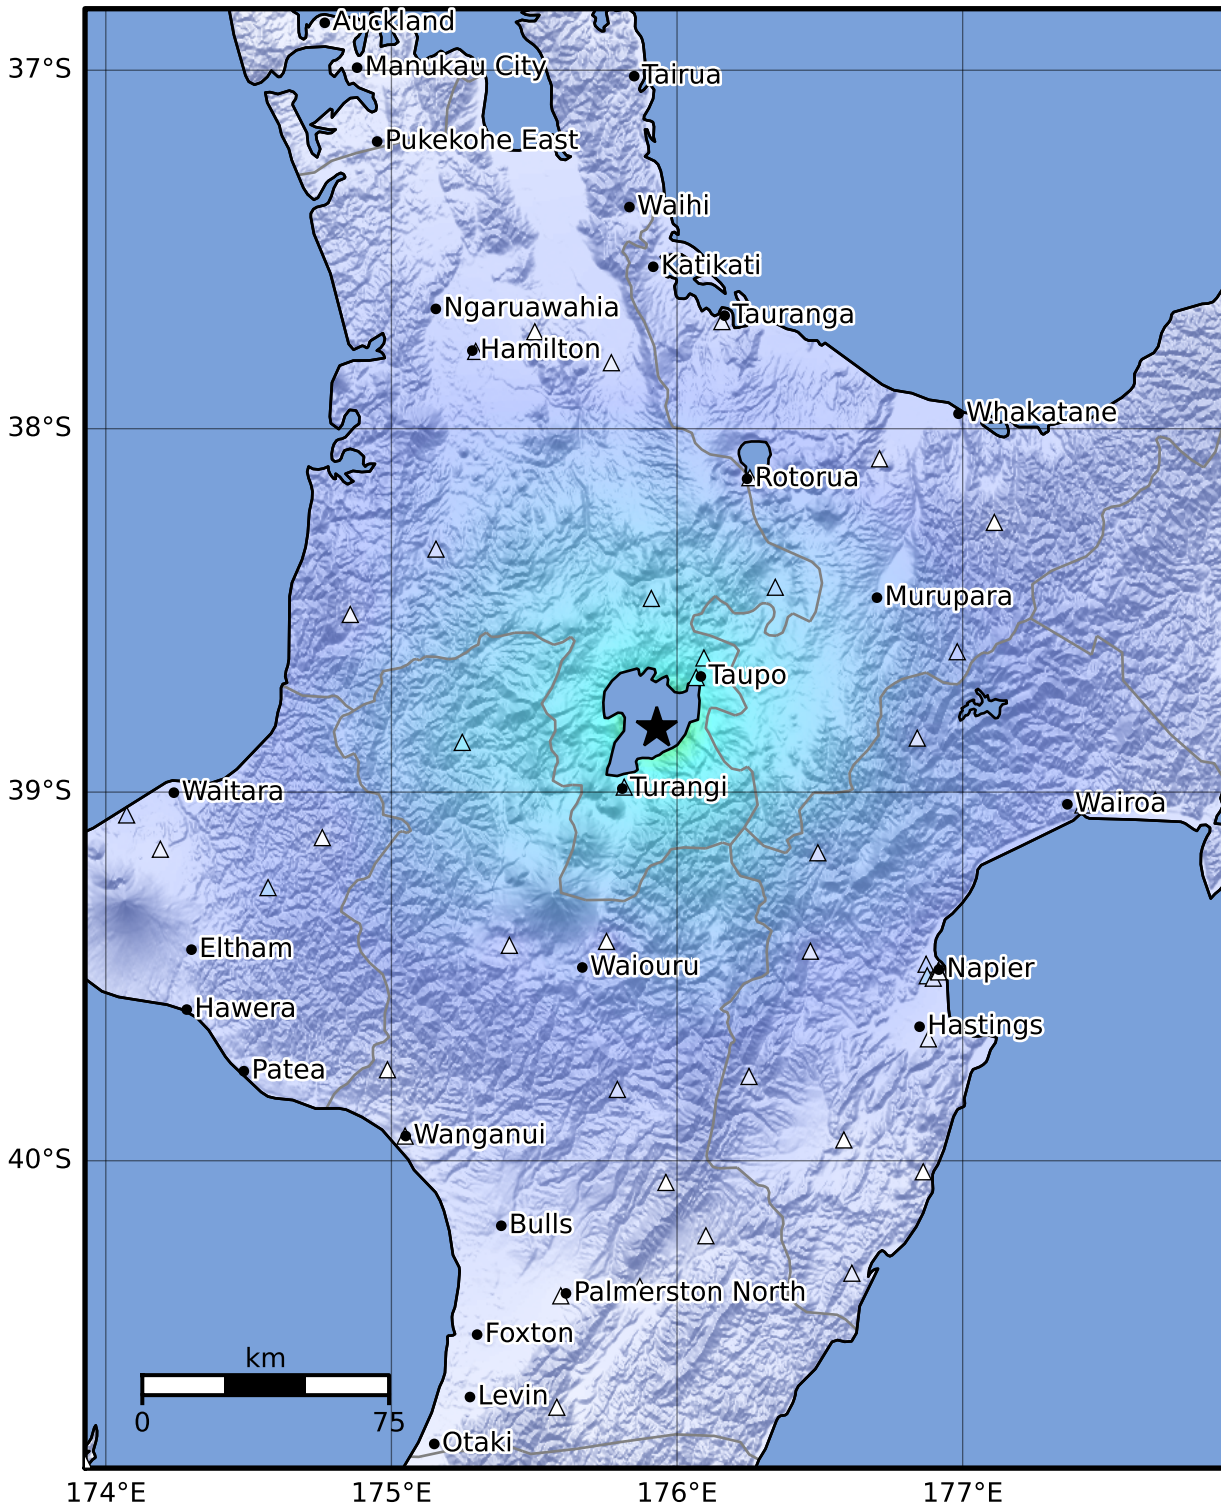 Auckland
37°S
Manukau City
Tairua
Pukekohe East
Waihi
Katikati
Ngaruawahia
Tauranga
Hamilton
Whakatane
38°S
Rotorua
Murupara
Taupo
Turangi
39°S
Waitara
Wairoa
Eltham
Waiouru
Napier
Hawera
Hastings
Patea
Wanganui
40°S
Bulls
Palmerston North
Foxton
km
Levin
0 75
Otaki
174°E 175°E 176°E 177°E